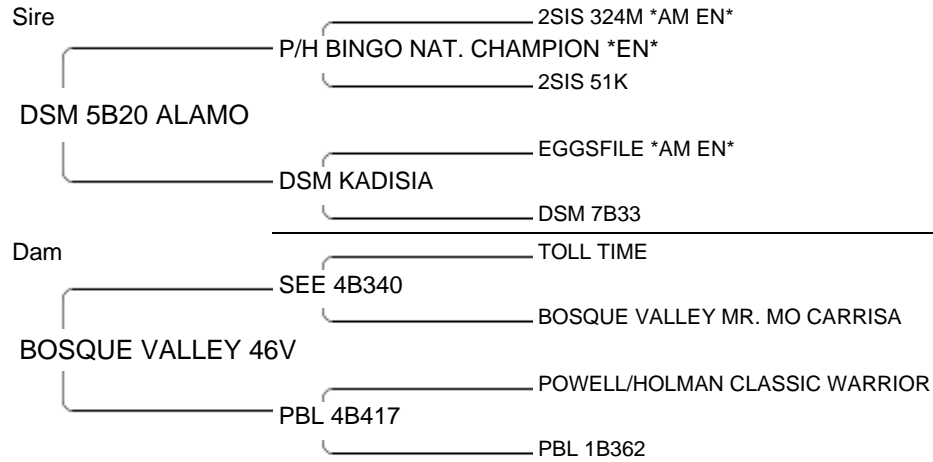 Sire
2SIS 324M *AM EN*
P/H BINGO NAT. CHAMPION *EN*
2SIS 51K
DSM 5B20 ALAMO
EGGSFILE *AM EN*
DSM KADISIA
DSM 7B33
Dam
TOLL TIME
SEE 4B340
BOSQUE VALLEY MR. MO CARRISA
BOSQUE VALLEY 46V
POWELL/HOLMAN CLASSIC WARRIOR
PBL 4B417
PBL 1B362